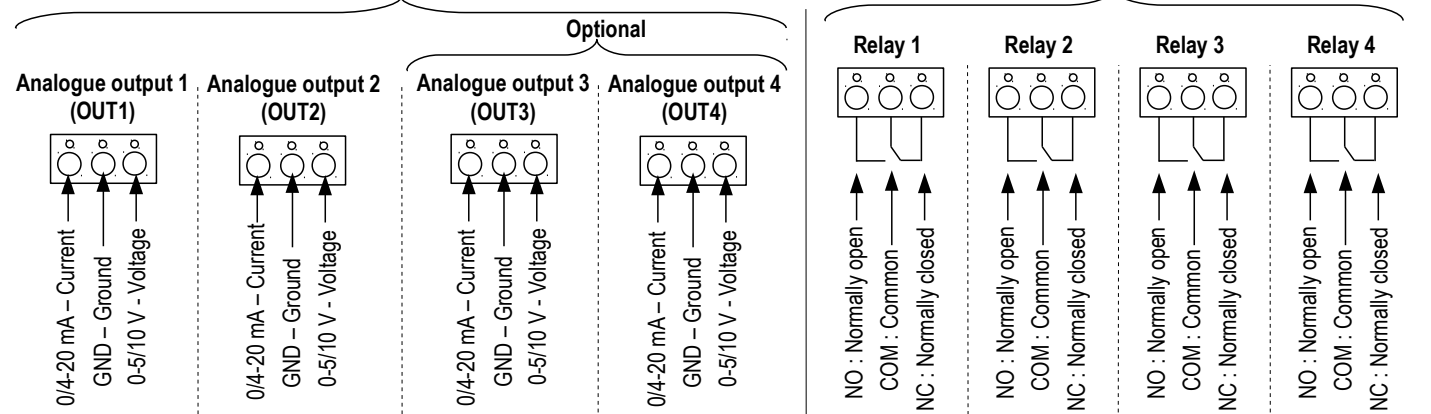 Optional
Analogue output 1
(OUT1)
Analogue output 2
(OUT2)
Analogue output 3
(OUT3)
Analogue output 4
(OUT4)
0/4-20 mA – Current
GND – Ground
0-5/10 V - Voltage
0/4-20 mA – Current
GND – Ground
0-5/10 V - Voltage
0/4-20 mA – Current
GND – Ground
0-5/10 V - Voltage
0/4-20 mA – Current
GND – Ground
0-5/10 V - Voltage
Relay 1
Relay 2
Relay 3
Relay 4
NO : Normally open
COM : Common
NC : Normally closed
NO : Normally open
COM : Common
NC : Normally closed
NO : Normally open
COM : Common
NC : Normally closed
NO : Normally open
COM : Common
NC : Normally closed